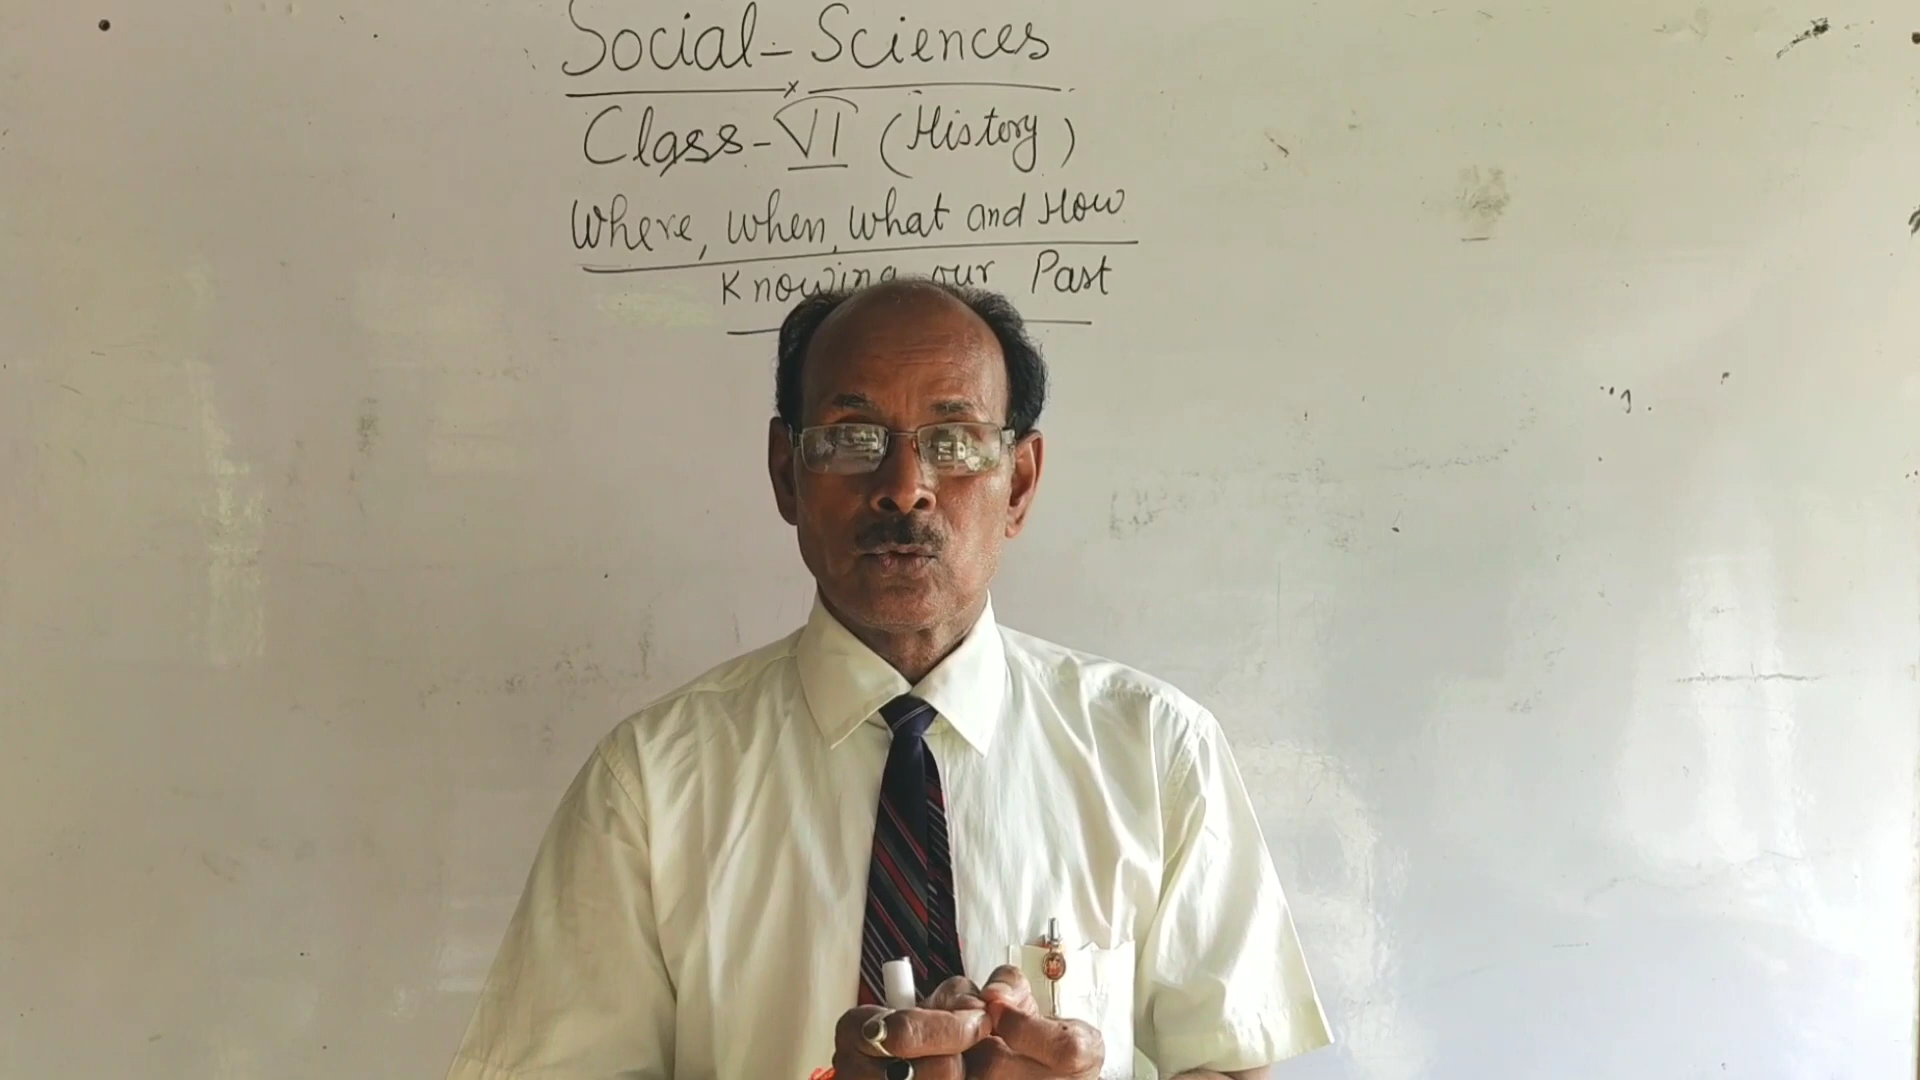 Social-Sciences
Class-VI (History)
Where, When, What and How
Knowing our Past